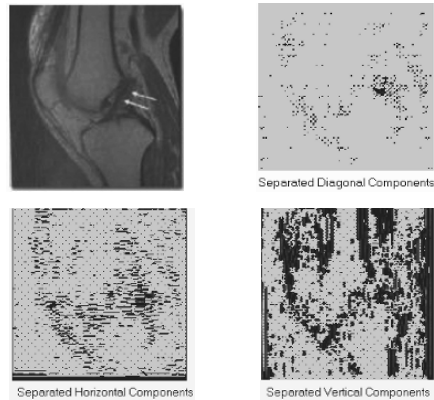 Separated Diagonal Components
Separated Horizontal Components
Separated Vertical Components